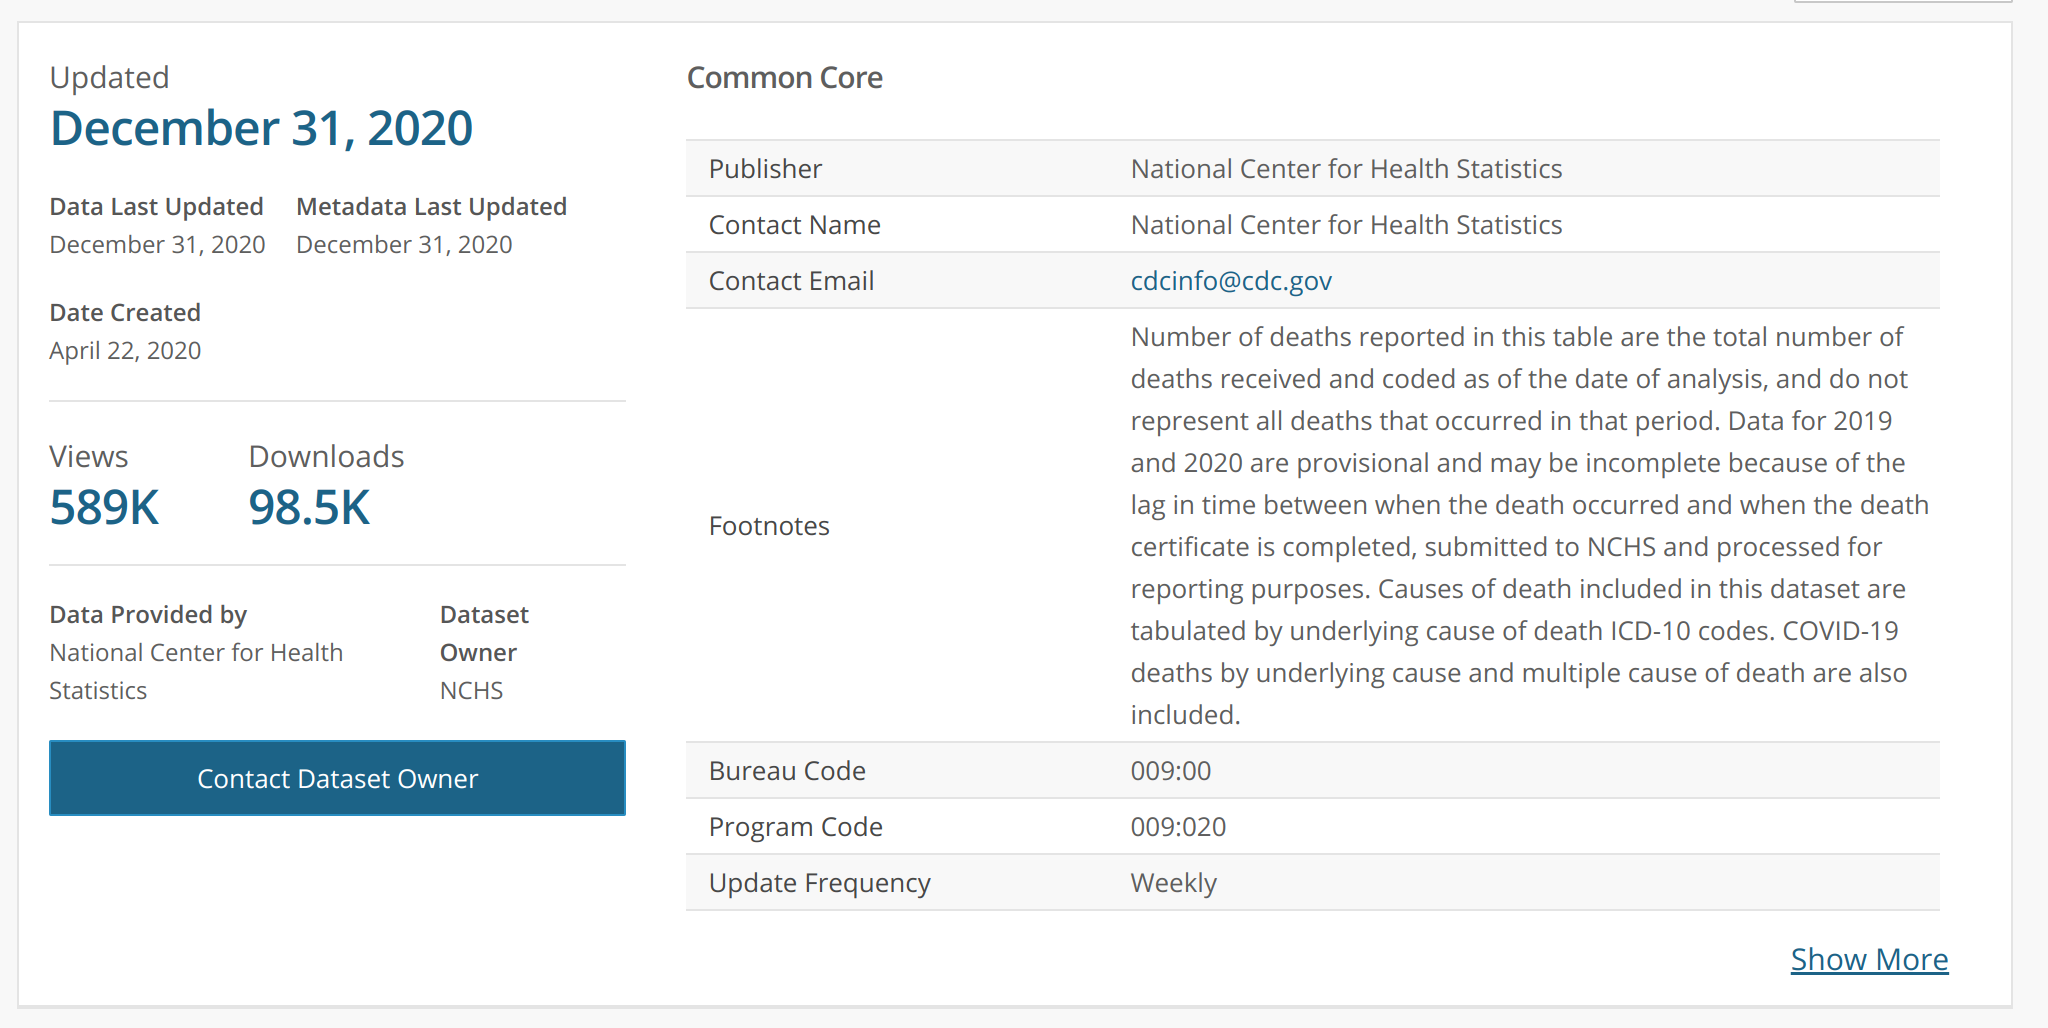 Updated
December 31, 2020
Data Last Updated Metadata Last Updated
December 31, 2020 December 31, 2020
Date Created
April 22, 2020
Views Downloads
589K 98.5K
Data Provided by Dataset
National Center for Health Owner
Statistics NCHS
Contact Dataset Owner
Common Core
Publisher National Center for Health Statistics
Contact Name National Center for Health Statistics
Contact Email cdcinfo@cdc.gov
Footnotes
Number of deaths reported in this table are the total number of
deaths received and coded as of the date of analysis, and do not
represent all deaths that occurred in that period. Data for 2019
and 2020 are provisional and may be incomplete because of the
lag in time between when the death occurred and when the death
certificate is completed, submitted to NCHS and processed for
reporting purposes. Causes of death included in this dataset are
tabulated by underlying cause of death ICD-10 codes. COVID-19
deaths by underlying cause and multiple cause of death are also
included.
Bureau Code 009:00
Program Code 009:020
Update Frequency Weekly
Show More